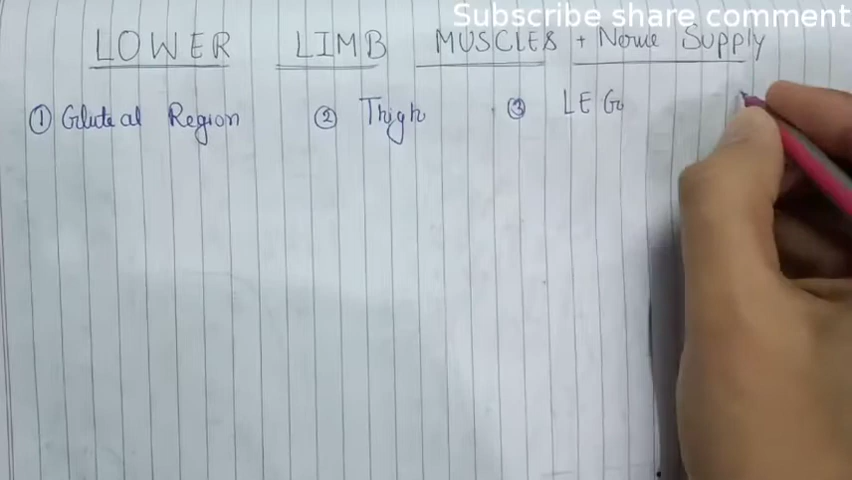 Subscribe share comment
LOWER LIMB MUSCLES + Nerve Supply
① Gluteal Region ② Thigh ③ LEG